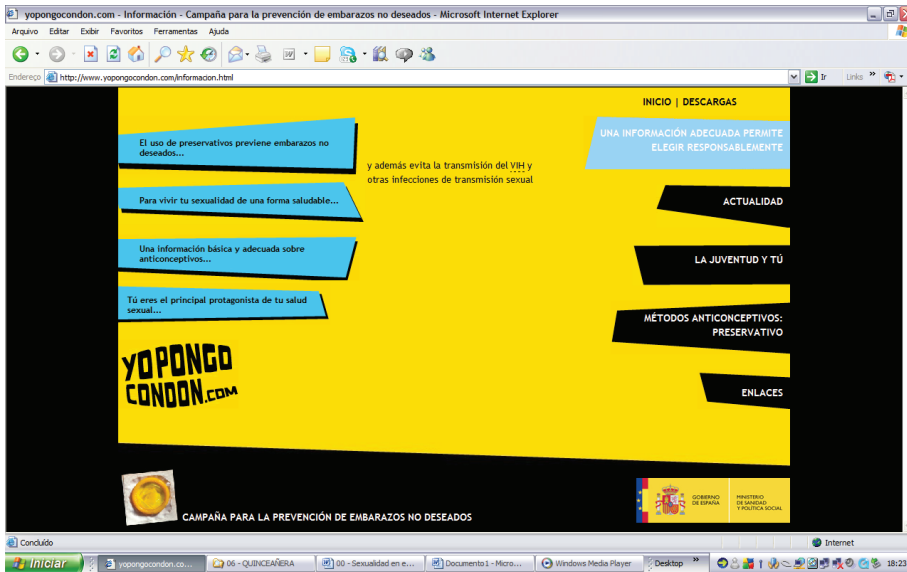 yopongocondon.com - Información - Campaña para la prevención de embarazos no deseados - Microsoft Internet Explorer
Arquivo Editar Exibir Favoritos Ferramentas Ajuda
Endereço http://www.yopongocondon.com/informacion.html Ir Links »
INICIO | DESCARGAS
El uso de preservativos previene embarazos no
deseados...
y además evita la transmisión del VIH y
otras infecciones de transmisión sexual
Para vivir tu sexualidad de una forma saludable...
Una información básica y adecuada sobre
anticonceptivos...
Tú eres el principal protagonista de tu salud
sexual...
UNA INFORMACIÓN ADECUADA PERMITE
ELEGIR RESPONSABLEMENTE
ACTUALIDAD
LA JUVENTUD Y TÚ
MÉTODOS ANTICONCEPTIVOS:
PRESERVATIVO
ENLACES
YO PONGO
CONDON.COM
CAMPAÑA PARA LA PREVENCIÓN DE EMBARAZOS NO DESEADOS
GOBIERNO
DE ESPAÑA
MINISTERIO
DE SANIDAD
Y POLÍTICA SOCIAL
Concluído Internet
Iniciar yopongocondon.co... 06 - QUINCEAÑERA 00 - Sexualidad en e... Documento1 - Micro... Windows Media Player Desktop » 18:23